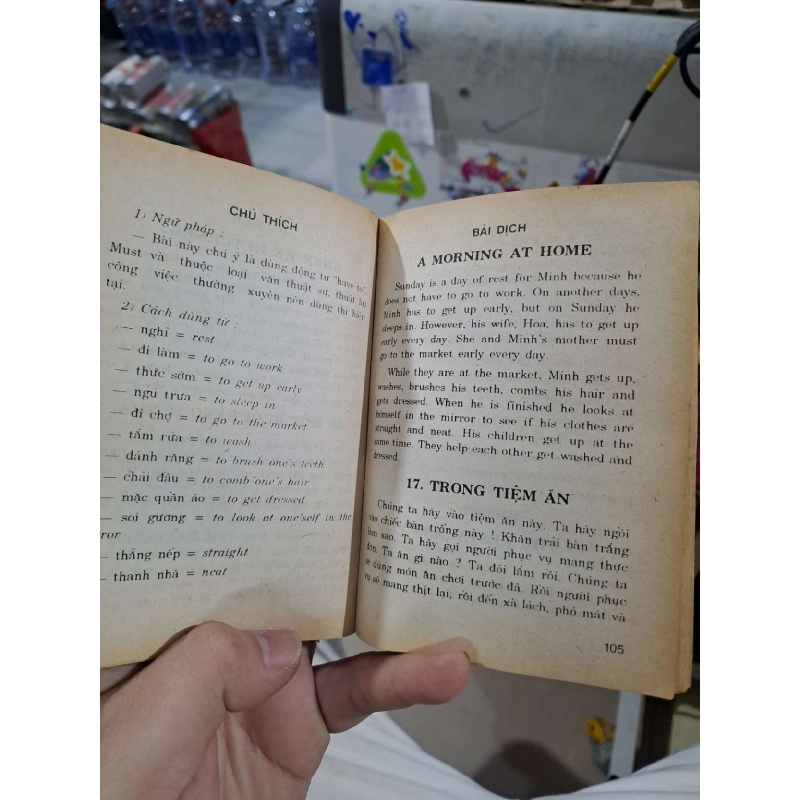 CHÚ THÍCH
1) Ngữ pháp :
— Bài này chú ý là dùng động từ "have to",
Must và thuộc loại văn thuật sự, thuật lại
công việc thường xuyên nên dùng thì hiện
tại.
2) Cách dùng từ :
— nghỉ = rest
— đi làm = to go to work
— thức sớm = to get up early
— ngủ trưa = to sleep in
— đi chợ = to go to the market
— tắm rửa = to wash
— đánh răng = to brush one's teeth
— chải đầu = to comb one's hair
— mặc quần áo = to get dressed
— soi gương = to look at one'self in the
ror
— thẳng nếp = straight
— thanh nhã = neat
BÀI DỊCH
A MORNING AT HOME
Sunday is a day of rest for Minh because he
does not have to go to work. On another days,
Minh has to get up early, but on Sunday he
sleeps in. However, his wife, Hoa, has to get up
early every day. She and Minh's mother must
go to the market early every day.
While they are at the market, Minh gets up,
washes, brushes his teeth, combs his hair and
gets dressed. When he is finished he looks at
himself in the mirror to see if his clothes are
straight and neat. His children get up at the
same time. They help each other get washed and
dressed.
17. TRONG TIỆM ĂN
Chúng ta hãy vào tiệm ăn này. Ta hãy ngồi
vào chiếc bàn trống này ! Khăn trải bàn trắng
làm sao. Ta hãy gọi người phục vụ mang thực
đơn. Ta ăn gì nào ? Ta đói lắm rồi. Chúng ta
sẽ dùng món ăn chơi trước đã. Rồi người phục
vụ sẽ mang thịt lại, rồi đến xà lách, phó mát và
105